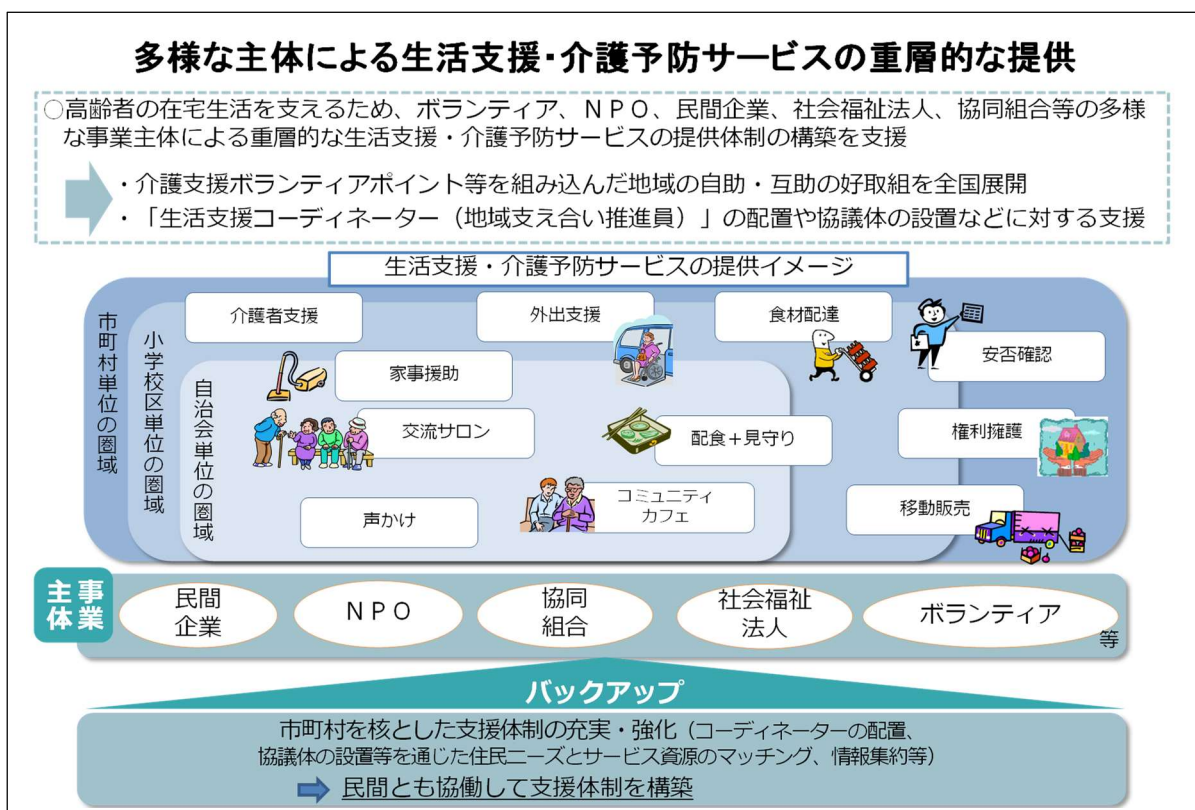 多様な主体による生活支援・介護予防サービスの重層的な提供
○高齢者の在宅生活を支えるため、ボランティア、ＮＰＯ、民間企業、社会福祉法人、協同組合等の多様
な事業主体による重層的な生活支援・介護予防サービスの提供体制の構築を支援
・介護支援ボランティアポイント等を組み込んだ地域の自助・互助の好取組を全国展開
・「生活支援コーディネーター（地域支え合い推進員）」の配置や協議体の設置などに対する支援
生活支援・介護予防サービスの提供イメージ
市町村単位の圏域
小学校区単位の圏域
自治会単位の圏域
介護者支援
外出支援
食材配達
安否確認
家事援助
交流サロン
配食＋見守り
権利擁護
声かけ
コミュニティ
カフェ
移動販売
事業
主体
民間
企業
ＮＰＯ
協同
組合
社会福祉
法人
ボランティア
等
バックアップ
市町村を核とした支援体制の充実・強化（コーディネーターの配置、
協議体の設置等を通じた住民ニーズとサービス資源のマッチング、情報集約等）
民間とも協働して支援体制を構築